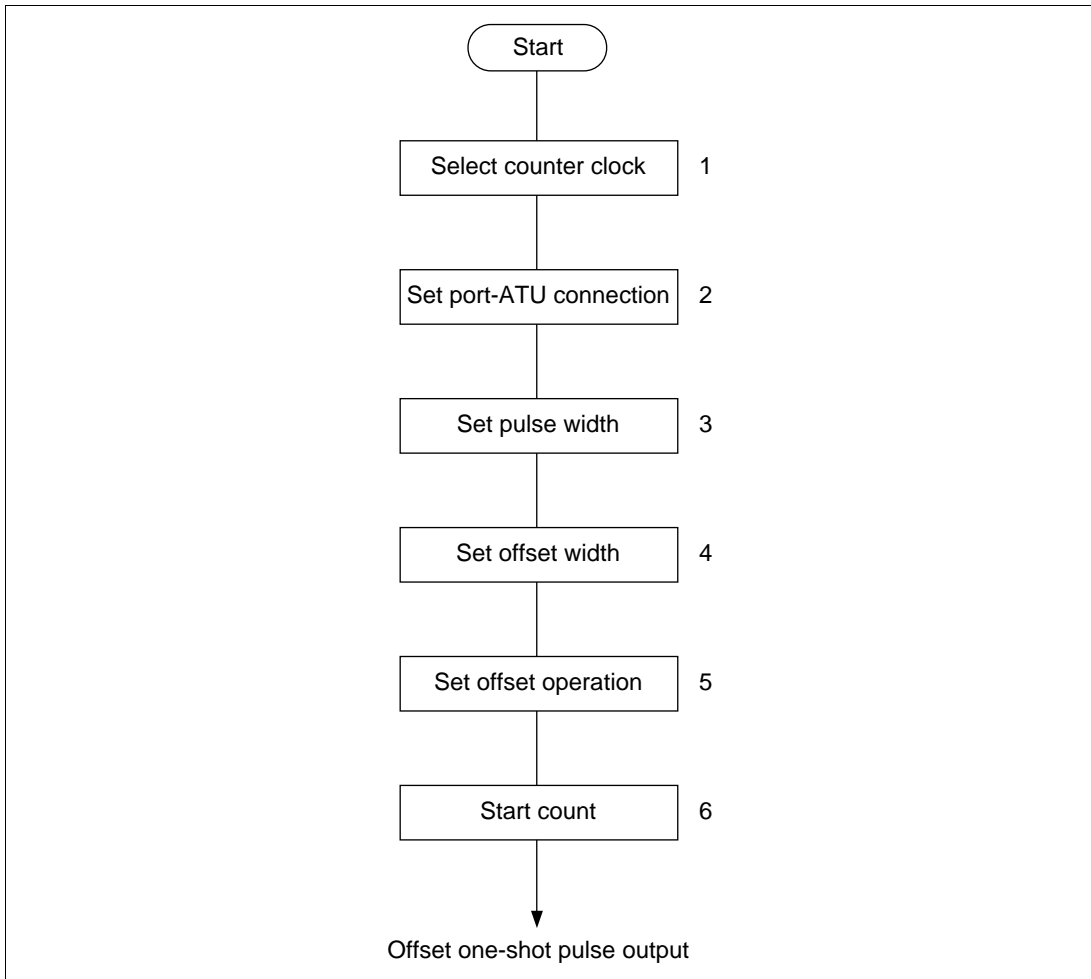 Start
Select counter clock 1
Set port-ATU connection 2
Set pulse width 3
Set offset width 4
Set offset operation 5
Start count 6
Offset one-shot pulse output